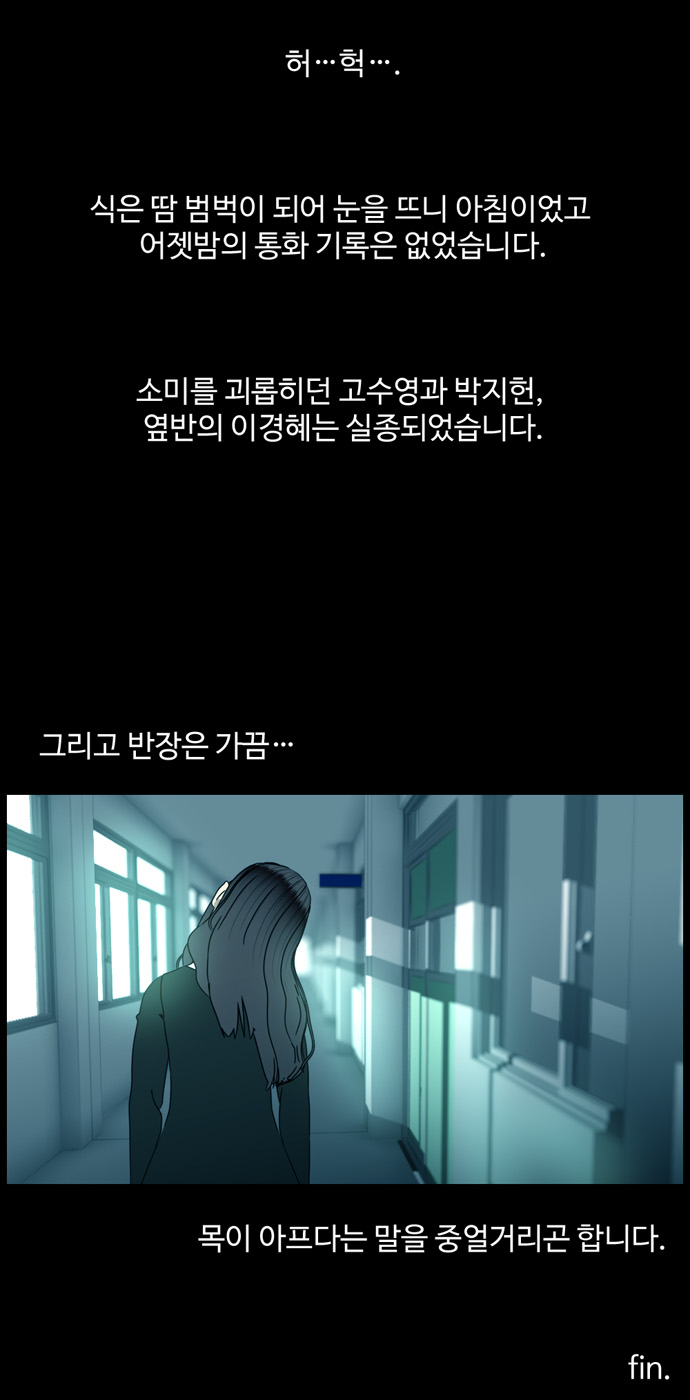 허…헉….
식은 땀 범벅이 되어 눈을 뜨니 아침이었고
어젯밤의 통화 기록은 없었습니다.
소미를 괴롭히던 고수영과 박지헌,
옆반의 이경혜는 실종되었습니다.
그리고 반장은 가끔…
목이 아프다는 말을 중얼거리곤 합니다.
fin.